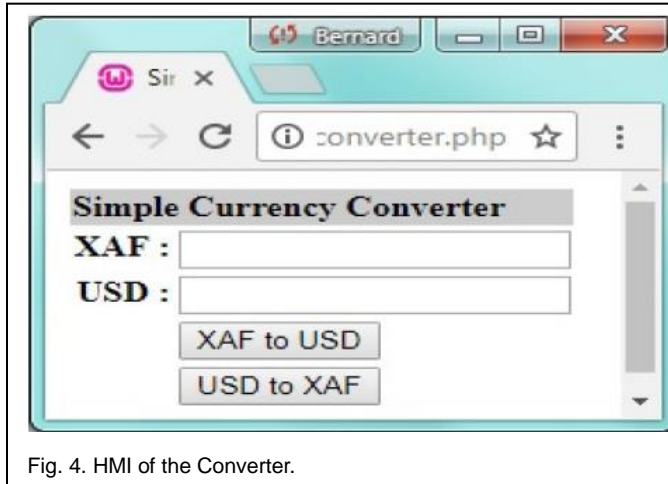 Bernard
Sir
converter.php
Simple Currency Converter
XAF :
USD :
XAF to USD
USD to XAF
Fig. 4. HMI of the Converter.